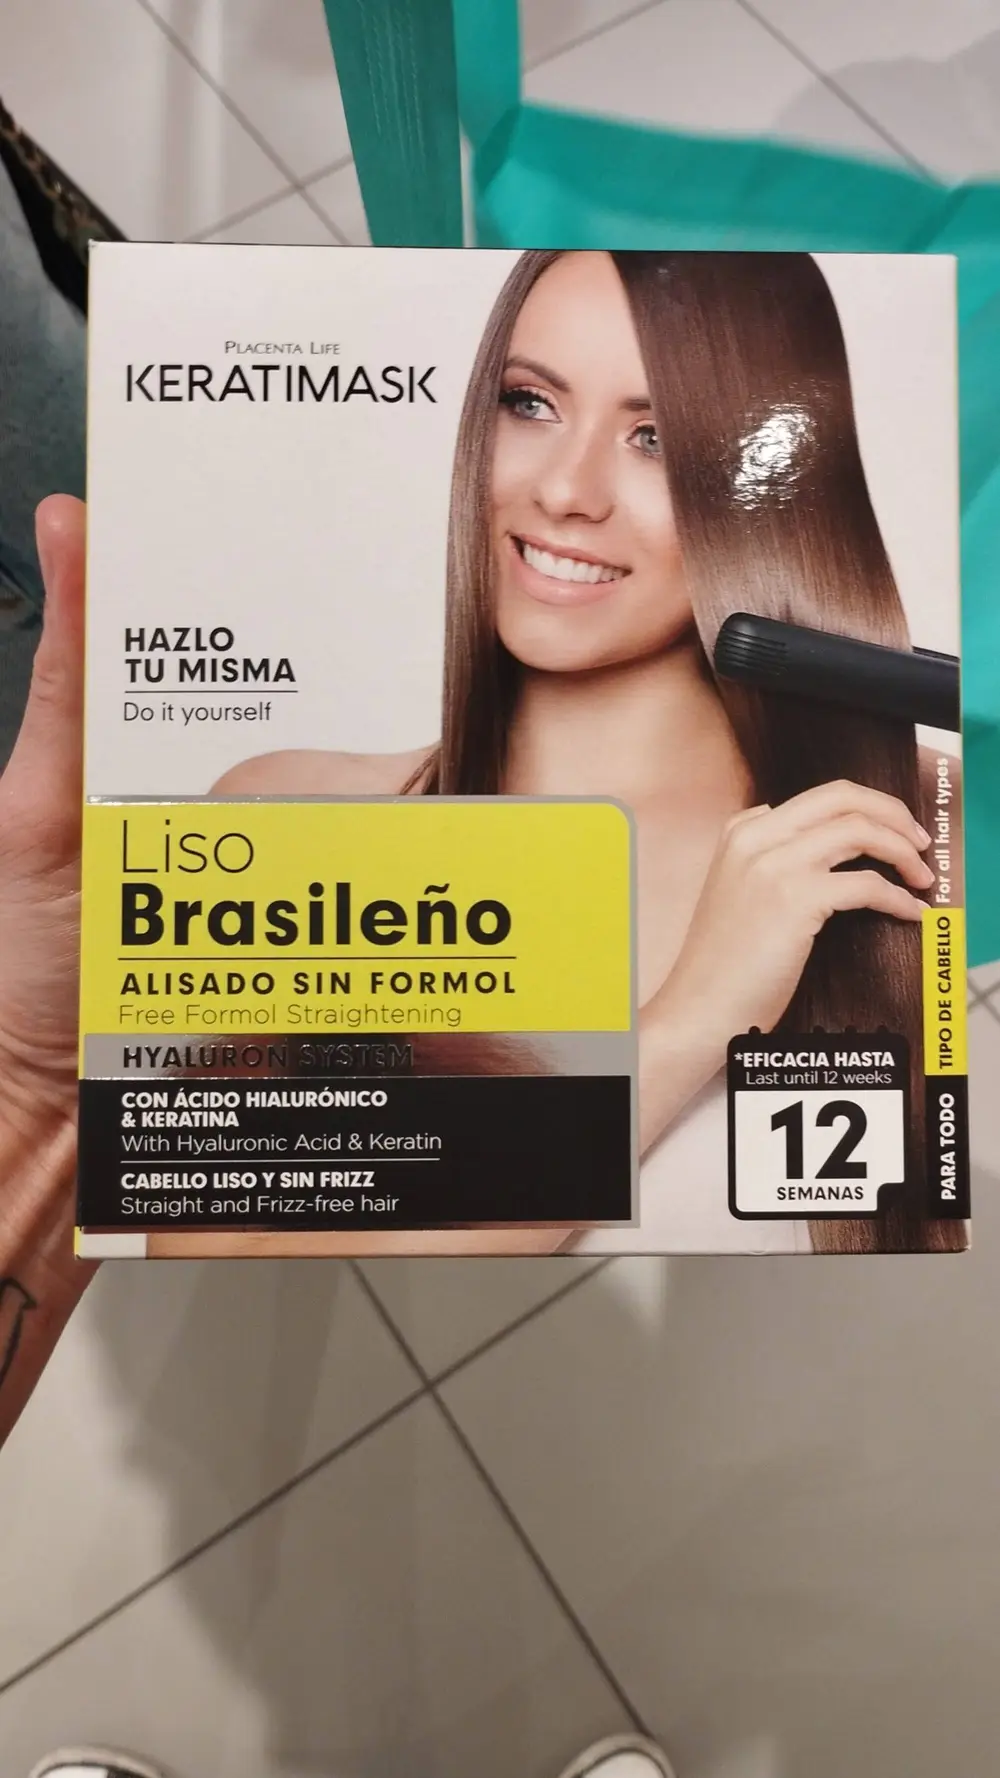 PLACENTA LIFE
KERATIMASK
HAZLO
TU MISMA
Do it yourself
Liso
Brasileño
ALISADO SIN FORMOL
Free Formol Straightening
HYALURON SYSTEM
CON ÁCIDO HIALURÓNICO
& KERATINA
With Hyaluronic Acid & Keratin
CABELLO LISO Y SIN FRIZZ
Straight and Frizz-free hair
*EFICACIA HASTA
Last until 12 weeks
12
SEMANAS
PARA TODO TIPO DE CABELLO For all hair types